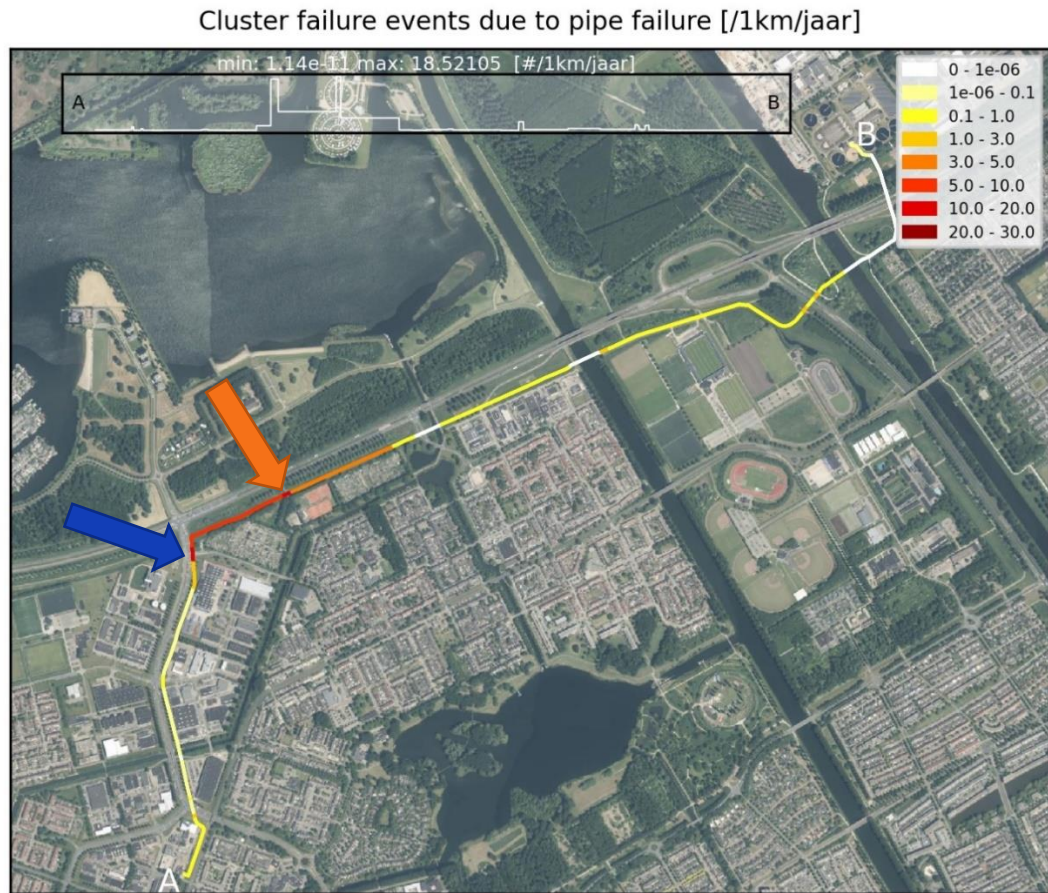 Cluster failure events due to pipe failure [/1km/jaar]
min: 1.14e-11 max: 18.52105  [#/1km/jaar]
A
B
0 - 1e-06
1e-06 - 0.1
0.1 - 1.0
1.0 - 3.0
3.0 - 5.0
5.0 - 10.0
10.0 - 20.0
20.0 - 30.0
B
A